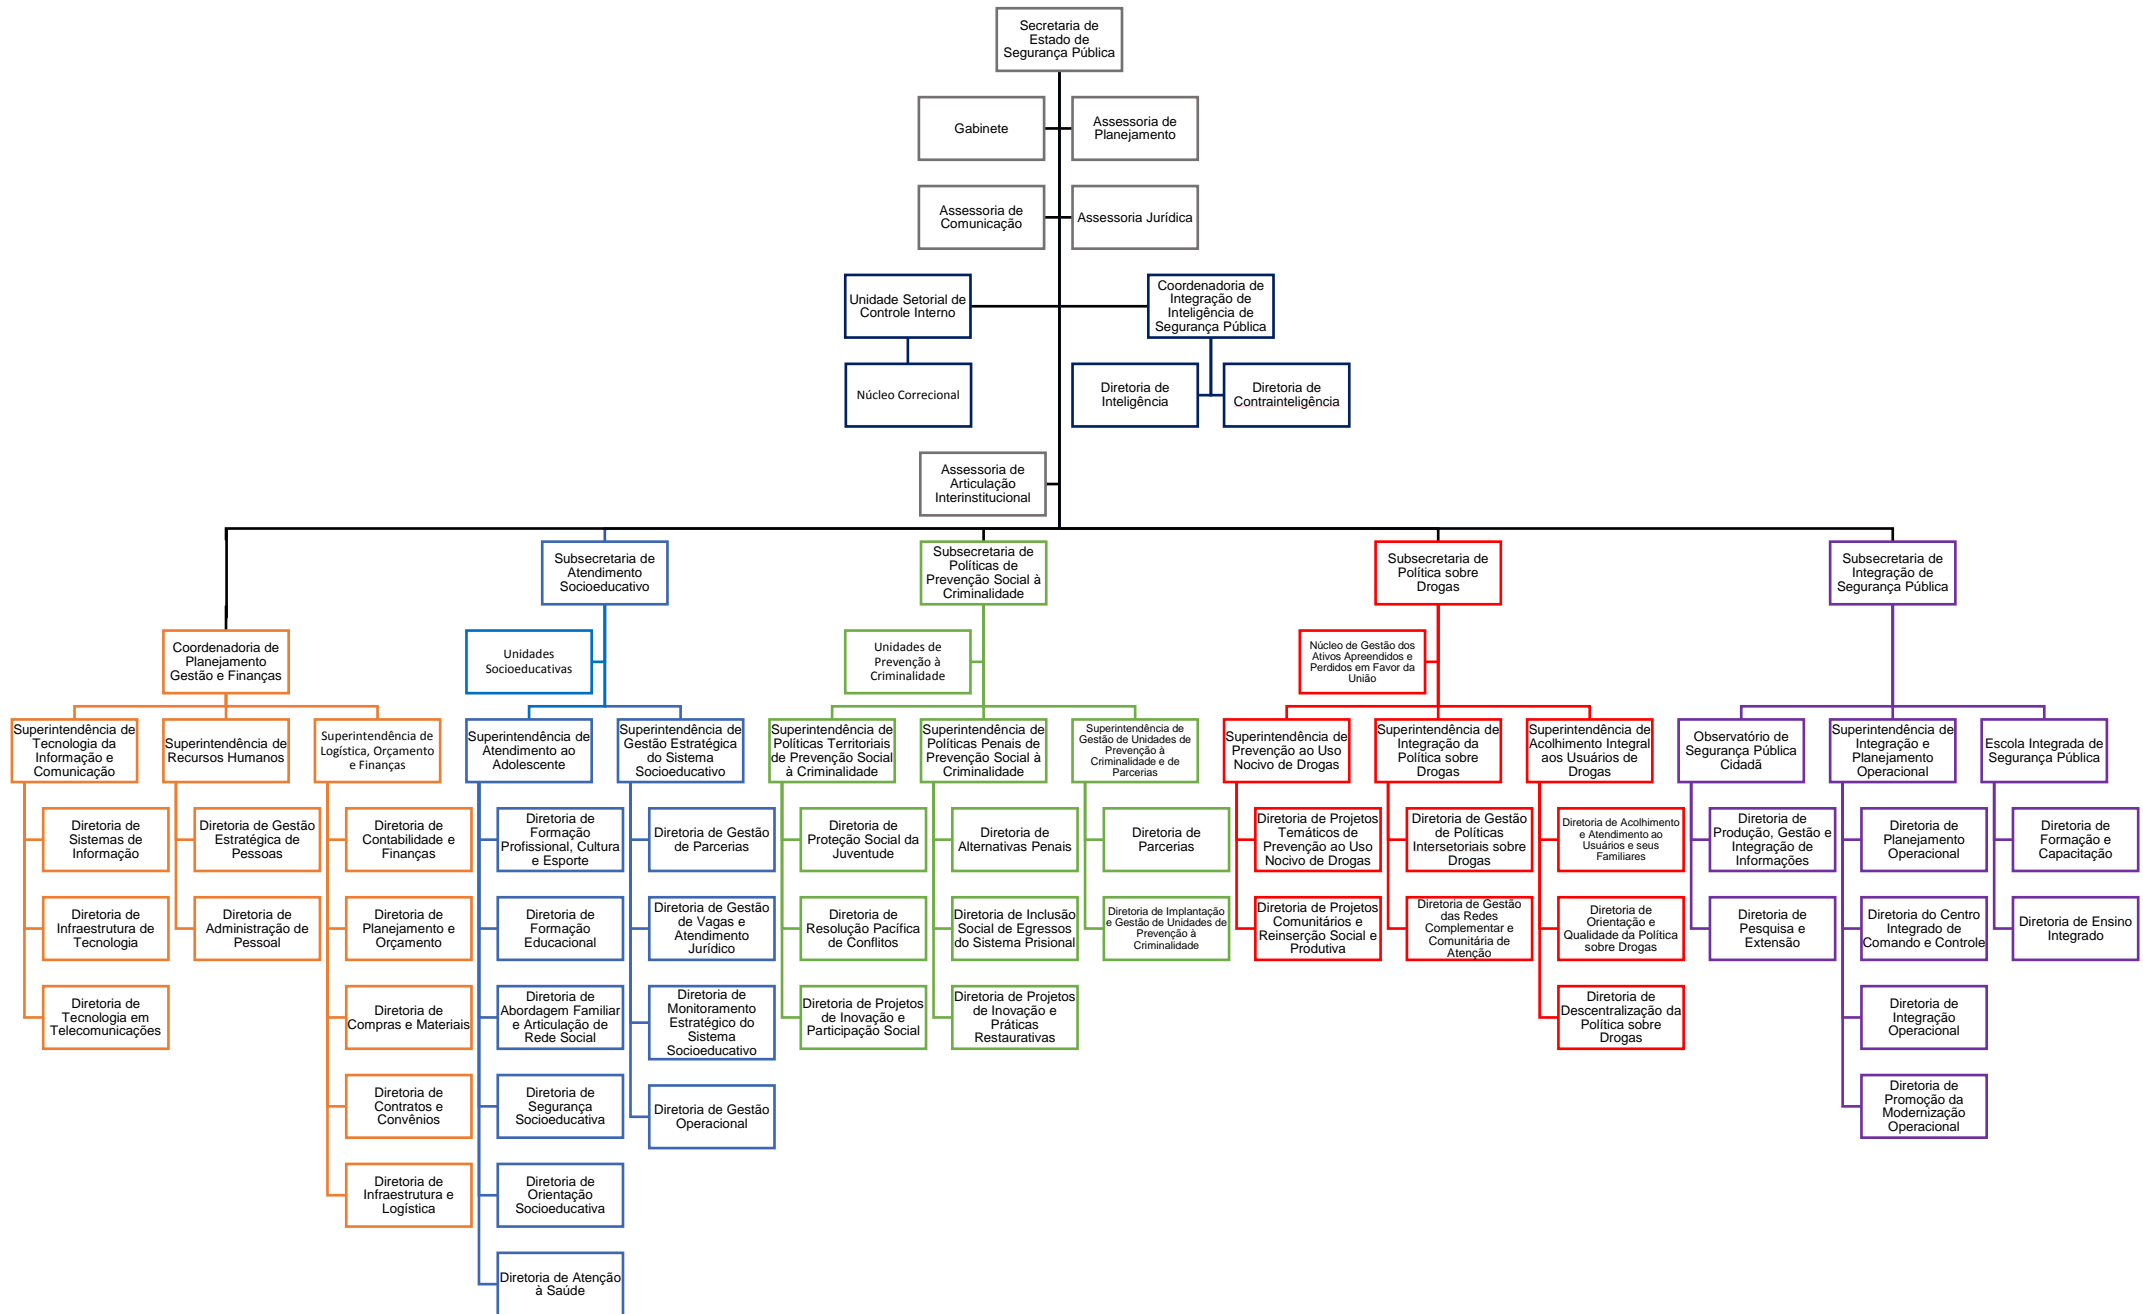 Secretaria de
Estado de
Segurança Pública
Gabinete
Assessoria de
Planejamento
Assessoria de
Comunicação
Assessoria Jurídica
Unidade Setorial de
Controle Interno
Coordenadoria de
Integração de
Inteligência de
Segurança Pública
Núcleo Correcional
Diretoria de
Inteligência
Diretoria de
Contrainteligência
Assessoria de
Articulação
Interinstitucional
Subsecretaria de
Atendimento
Socioeducativo
Subsecretaria de
Políticas de
Prevenção Social à
Criminalidade
Subsecretaria de
Política sobre
Drogas
Subsecretaria de
Integração de
Segurança Pública
Coordenadoria de
Planejamento
Gestão e Finanças
Unidades
Socioeducativas
Unidades de
Prevenção à
Criminalidade
Núcleo de Gestão dos
Ativos Apreendidos e
Perdidos em Favor da
União
Superintendência de
Tecnologia da
Informação e
Comunicação
Superintendência de
Recursos Humanos
Superintendência de
Logística, Orçamento
e Finanças
Superintendência de
Atendimento ao
Adolescente
Superintendência de
Gestão Estratégica
do Sistema
Socioeducativo
Superintendência de
Políticas Territoriais
de Prevenção Social
à Criminalidade
Superintendência de
Políticas Penais de
Prevenção Social à
Criminalidade
Superintendência de
Gestão de Unidades de
Prevenção à
Criminalidade e de
Parcerias
Superintendência de
Prevenção ao Uso
Nocivo de Drogas
Superintendência de
Integração da
Política sobre
Drogas
Superintendência de
Acolhimento Integral
aos Usuários de
Drogas
Observatório de
Segurança Pública
Cidadã
Superintendência de
Integração e
Planejamento
Operacional
Escola Integrada de
Segurança Pública
Diretoria de
Sistemas de
Informação
Diretoria de Gestão
Estratégica de
Pessoas
Diretoria de
Contabilidade e
Finanças
Diretoria de
Formação
Profissional, Cultura
e Esporte
Diretoria de Gestão
de Parcerias
Diretoria de
Proteção Social da
Juventude
Diretoria de
Alternativas Penais
Diretoria de
Parcerias
Diretoria de Projetos
Temáticos de
Prevenção ao Uso
Nocivo de Drogas
Diretoria de Gestão
de Políticas
Intersetoriais sobre
Drogas
Diretoria de Acolhimento
e Atendimento ao
Usuários e seus
Familiares
Diretoria de
Produção, Gestão e
Integração de
Informações
Diretoria de
Planejamento
Operacional
Diretoria de
Formação e
Capacitação
Diretoria de
Infraestrutura de
Tecnologia
Diretoria de
Administração de
Pessoal
Diretoria de
Planejamento e
Orçamento
Diretoria de
Formação
Educacional
Diretoria de Gestão
de Vagas e
Atendimento
Jurídico
Diretoria de
Resolução Pacífica
de Conflitos
Diretoria de Inclusão
Social de Egressos
do Sistema Prisional
Diretoria de Implantação
e Gestão de Unidades de
Prevenção à
Criminalidade
Diretoria de Projetos
Comunitários e
Reinserção Social e
Produtiva
Diretoria de Gestão
das Redes
Complementar e
Comunitária de
Atenção
Diretoria de
Orientação e
Qualidade da Política
sobre Drogas
Diretoria de
Pesquisa e
Extensão
Diretoria do Centro
Integrado de
Comando e Controle
Diretoria de Ensino
Integrado
Diretoria de
Tecnologia em
Telecomunicações
Diretoria de
Compras e Materiais
Diretoria de
Abordagem Familiar
e Articulação de
Rede Social
Diretoria de
Monitoramento
Estratégico do
Sistema
Socioeducativo
Diretoria de Projetos
de Inovação e
Participação Social
Diretoria de Projetos
de Inovação e
Práticas
Restaurativas
Diretoria de
Descentralização da
Política sobre
Drogas
Diretoria de
Integração
Operacional
Diretoria de
Contratos e
Convênios
Diretoria de
Segurança
Socioeducativa
Diretoria de Gestão
Operacional
Diretoria de
Promoção da
Modernização
Operacional
Diretoria de
Infraestrutura e
Logística
Diretoria de
Orientação
Socioeducativa
Diretoria de Atenção
à Saúde